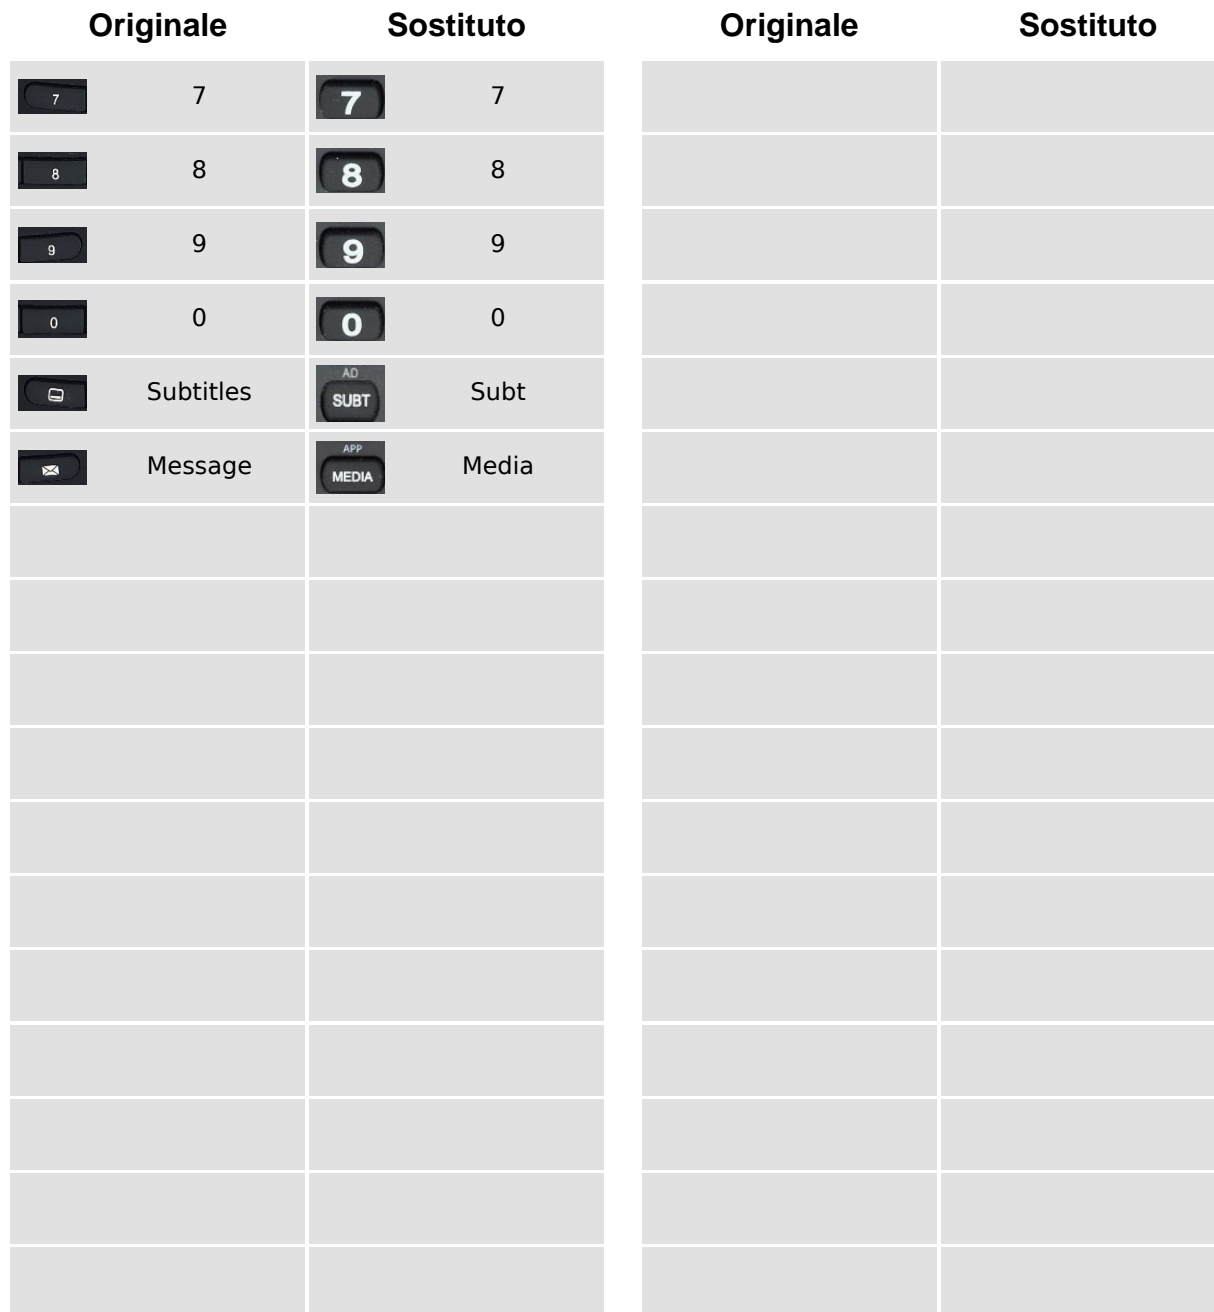 Originale Sostituto Originale Sostituto
7 7 7 7
8 8 8 8
9 9 9 9
0 0 0 0
Subtitles AD SUBT Subt
Message APP MEDIA Media